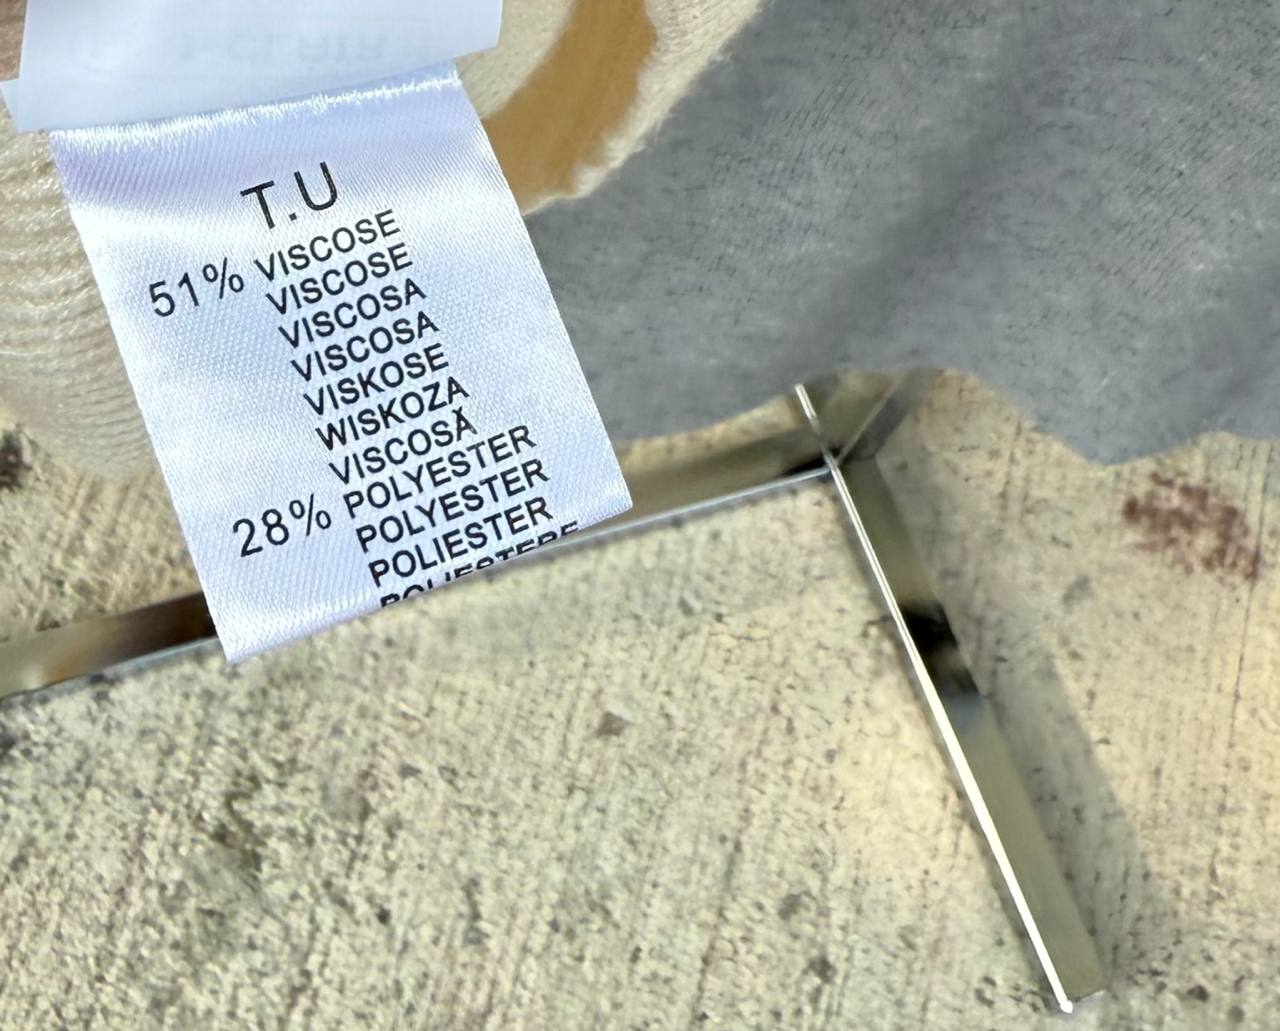 T.U
51% VISCOSE
VISCOSE
VISCOSA
VISCOSA
VISKOSE
WISKOZA
VISCOSĂ
28% POLYESTER
POLYESTER
POLIESTER